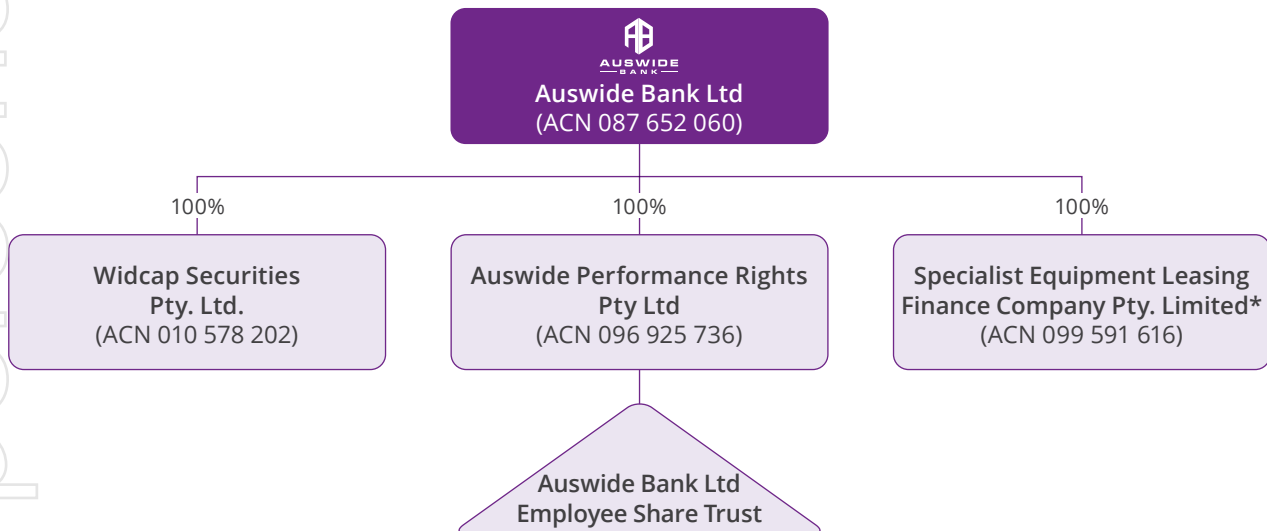 AUSWIDE
BANK
Auswide Bank Ltd
(ACN 087 652 060)
100%
100%
100%
Widcap Securities
Pty. Ltd.
(ACN 010 578 202)
Auswide Performance Rights
Pty Ltd
(ACN 096 925 736)
Specialist Equipment Leasing
Finance Company Pty. Limited*
(ACN 099 591 616)
Auswide Bank Ltd
Employee Share Trust